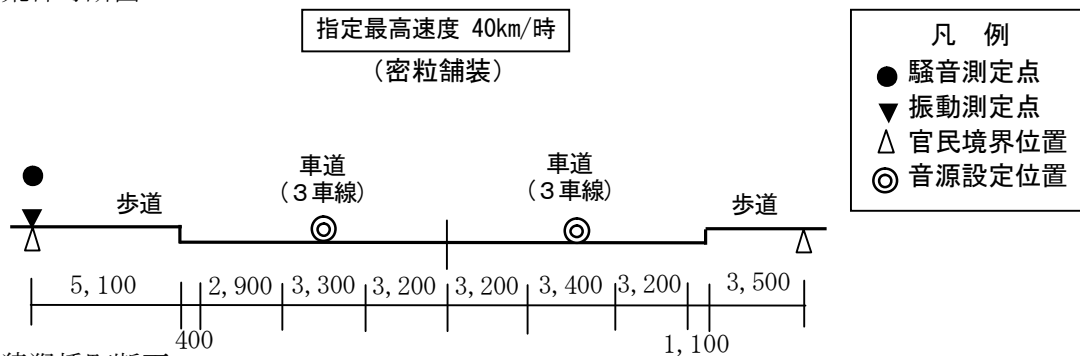 指定最高速度 40km/時
(密粒舗装)
凡 例
騒音測定点
振動測定点
官民境界位置
音源設定位置
車道
(3車線)
車道
(3車線)
歩道
歩道
5,100
2,900
3,300
3,200
3,200
3,400
3,200
3,500
400
1,100